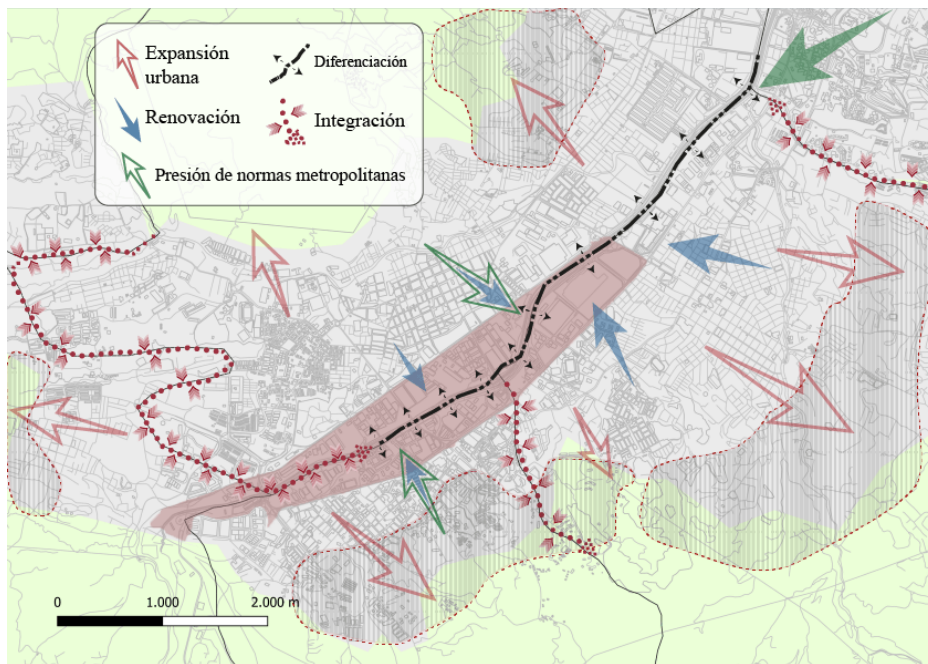 Expansión
urbana
Diferenciación
Renovación
Integración
Presión de normas metropolitanas
0 1.000 2.000 m